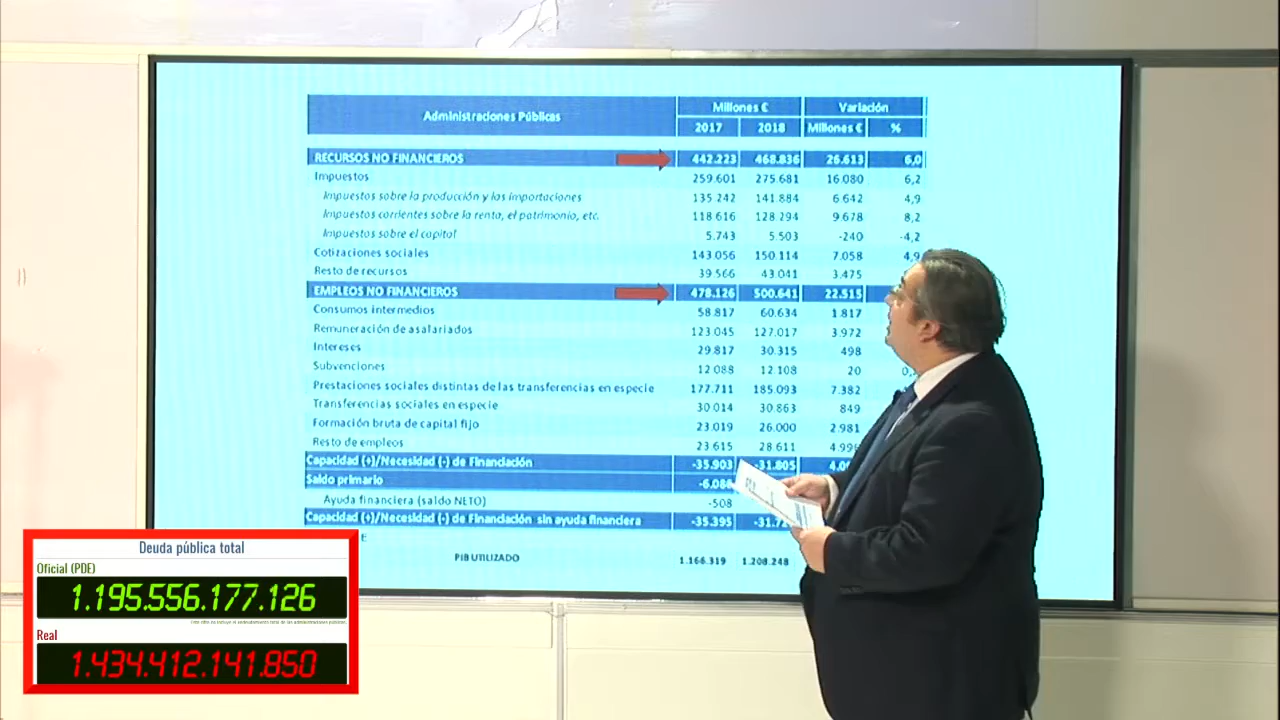 Administraciones Públicas Millones € Variación
2017 2018 Millones € %
RECURSOS NO FINANCIEROS 442.223 468.836 26.613 6,0
Impuestos 259.601 275.681 16.080 6,2
Impuestos sobre la producción y las importaciones 135.242 141.884 6.642 4,9
Impuestos corrientes sobre la renta, el patrimonio, etc. 118.616 128.294 9.678 8,2
Impuestos sobre el capital 5.743 5.503 -240 -4,2
Cotizaciones sociales 143.056 150.114 7.058 4,9
Resto de recursos 39.566 43.041 3.475
EMPLEOS NO FINANCIEROS 478.126 500.641 22.515
Consumos intermedios 58.817 60.634 1.817
Remuneración de asalariados 123.045 127.017 3.972
Intereses 29.817 30.315 498
Subvenciones 12.088 12.108 20
Prestaciones sociales distintas de las transferencias en especie 177.711 185.093 7.382
Transferencias sociales en especie 30.014 30.863 849
Formación bruta de capital fijo 23.019 26.000 2.981
Resto de empleos 23.615 28.611 4.996
Capacidad (+)/Necesidad (-) de Financiación -35.903 -31.805
Saldo primario
Ayuda financiera (saldo NETO) -508
Capacidad (+)/Necesidad (-) de Financiación sin ayuda financiera -35.395
PIB UTILIZADO 1.166.319 1.208.248
Deuda pública total
Oficial (PDE)
1.195.556.177.126
Real
1.434.412.141.850